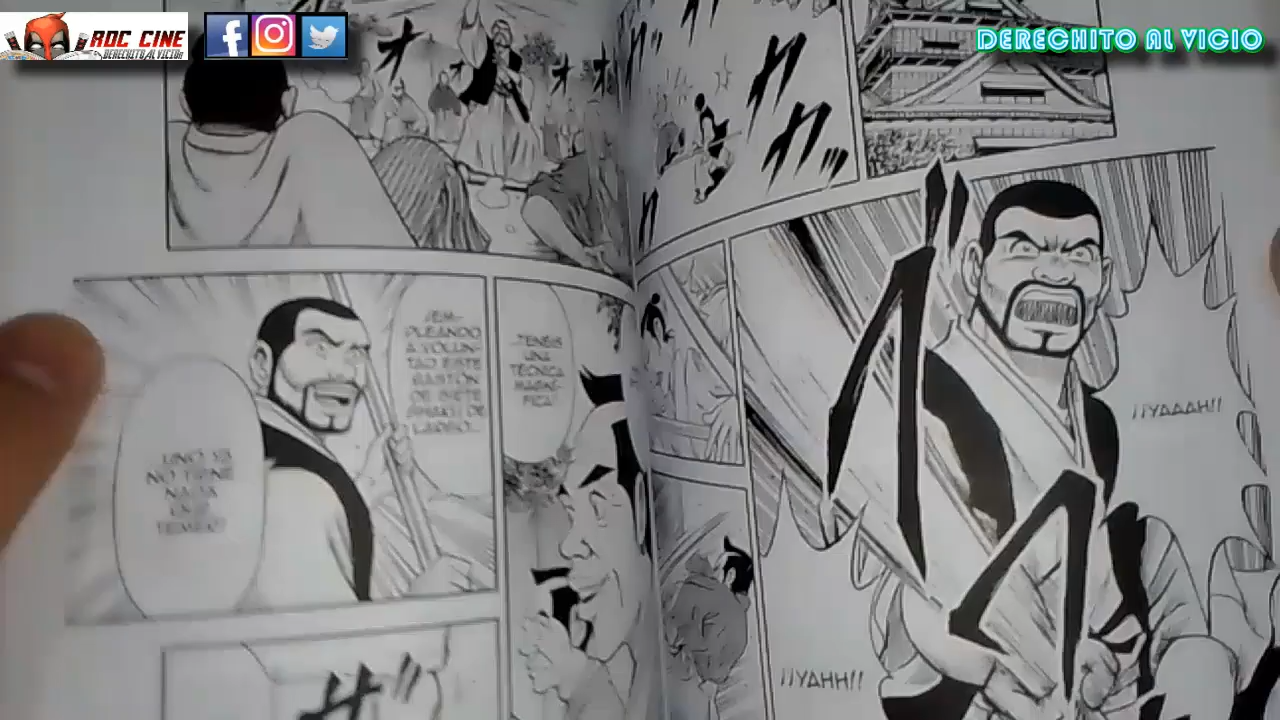 RDC CINE
DERECHITO AL VICIO
DERECHITO AL VICIO
¡EM-
PLEANDO
A VOLUN-
TAD ESTE
BASTÓN
DE SIETE
SHAKU DE
LARGO...
...TENÉIS
UNA
TÉCNICA
MAGNÍ-
FICA!
...UNO YA
NO TIENE
NADA
QUE
TEMER!
¡¡YAAAH!!
¡¡YAHH!!